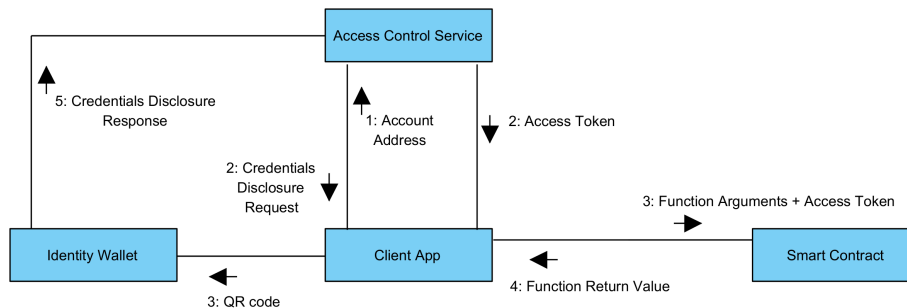 Access Control Service
5: Credentials Disclosure
Response
1: Account
Address
2: Access Token
2: Credentials
Disclosure
Request
3: Function Arguments + Access Token
Identity Wallet
Client App
Smart Contract
3: QR code
4: Function Return Value